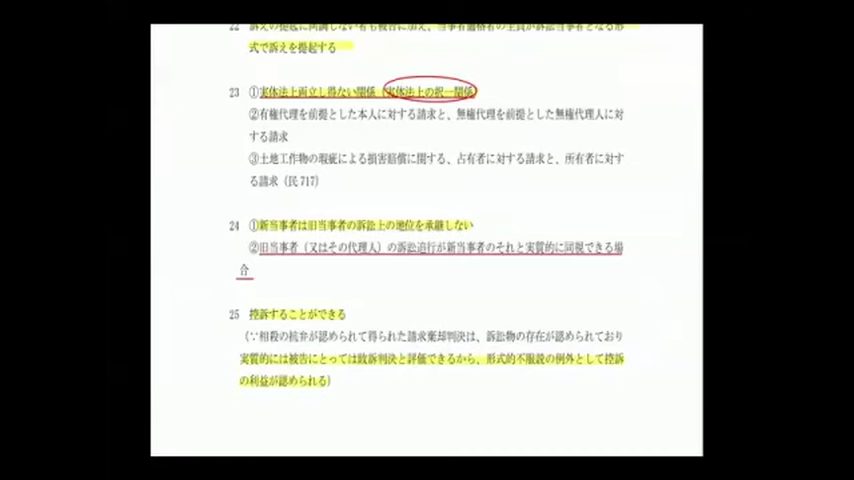 22 訴えの提起に同調しない者も被告に加え、当事者適格者の全員が訴訟当事者となる形
式で訴えを提起する
23 ①実体法上両立し得ない関係（実体法上の択一関係）
②有権代理を前提とした本人に対する請求と、無権代理を前提とした無権代理人に対
する請求
③土地工作物の瑕疵による損害賠償に関する、占有者に対する請求と、所有者に対す
る請求（民717）
24 ①新当事者は旧当事者の訴訟上の地位を承継しない
②旧当事者（又はその代理人）の訴訟追行が新当事者のそれと実質的に同視できる場
合
25 控訴することができる
（∵相殺の抗弁が認められて得られた請求棄却判決は、訴訟物の存在が認められており
実質的には被告にとっては敗訴判決と評価できるから、形式的不服説の例外として控訴
の利益が認められる）